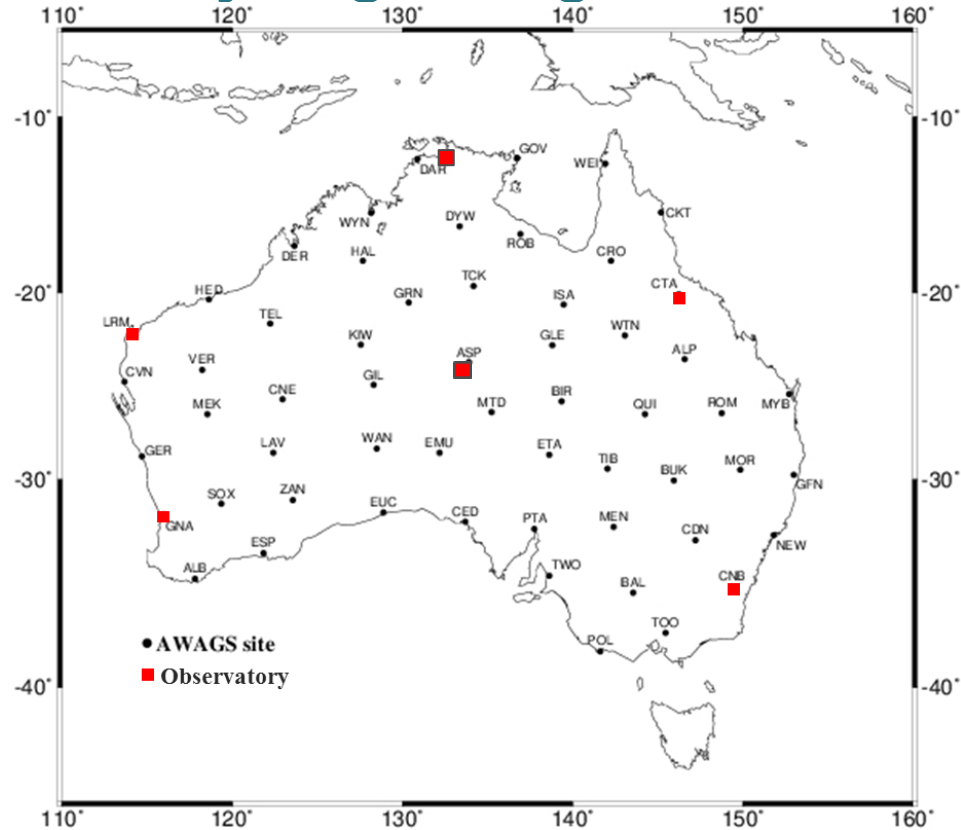 110° 120° 130° 140° 150° 160°
-10° -10°
GOV
WEI
DAR
DYW
CKT
WYN
ROB
DER HAL CRO
TCK
CTA
HED GRN ISA
-20° -20°
TEL
LRM WTN
KIW GLE
VER ASP ALP
CVN GIL
CNE BIR
MEK MTD QUI ROM MYB
GER LAV WAN EMU ETA
TIB BUK MOR
-30° -30°
GFN
SOX ZAN
EUC CED
GNA PTA MEN
CDN
ESP NEW
ALB TWO BAL CNB
TOO
POL
AWAGS site
Observatory
-40° -40°
110° 120° 130° 140° 150° 160°